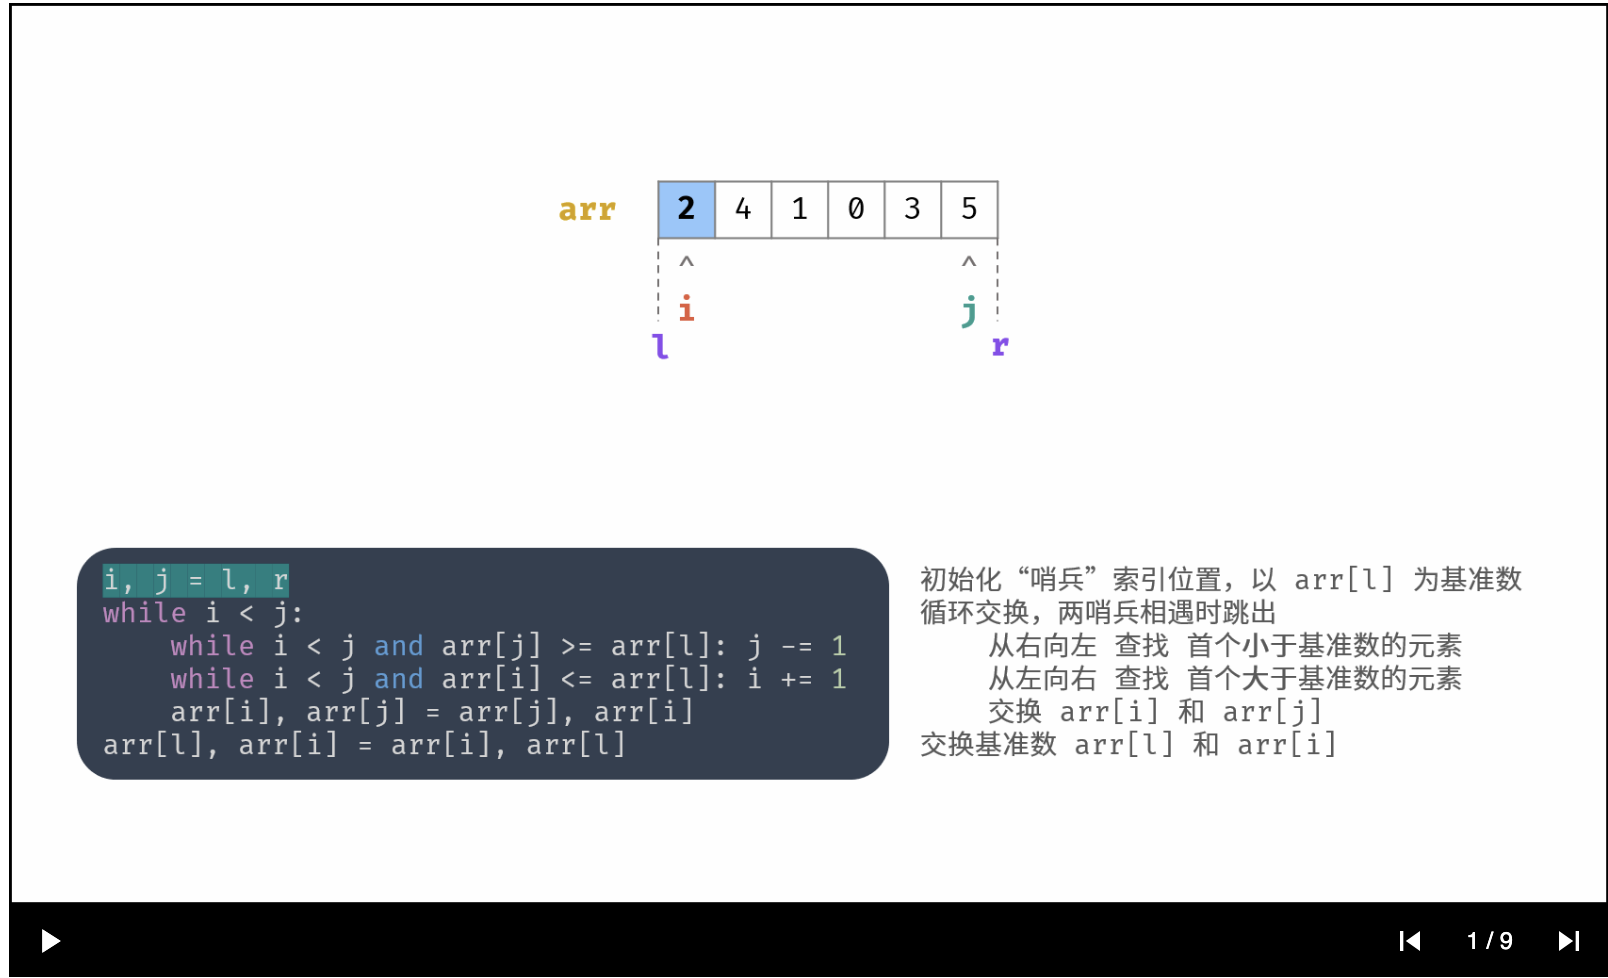 arr 2 4 1 0 3 5
^ ^
i j
l r
i, j = l, r
while i < j:
    while i < j and arr[j] >= arr[l]: j -= 1
    while i < j and arr[i] <= arr[l]: i += 1
    arr[i], arr[j] = arr[j], arr[i]
arr[l], arr[i] = arr[i], arr[l]
初始化“哨兵”索引位置，以 arr[l] 为基准数
循环交换，两哨兵相遇时跳出
    从右向左 查找 首个小于基准数的元素
    从左向右 查找 首个大于基准数的元素
    交换 arr[i] 和 arr[j]
交换基准数 arr[l] 和 arr[i]
1 / 9